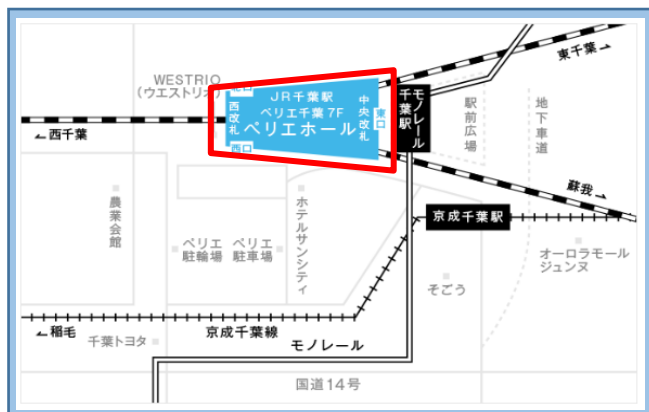 東千葉→
WESTRIO
(ウエストリオ)
北口
JR千葉駅
ペリエ千葉7F
ペリエホール
西改札
中央改札
東口
西口
モノレール
千葉駅
駅前広場
地下車道
←西千葉
蘇我→
農業会館
ホテルサンシティ
京成千葉駅
ペリエ
駐輪場
ペリエ
駐車場
オーロラモール
ジュンヌ
そごう
←稲毛
千葉トヨタ
京成千葉線
モノレール
国道14号